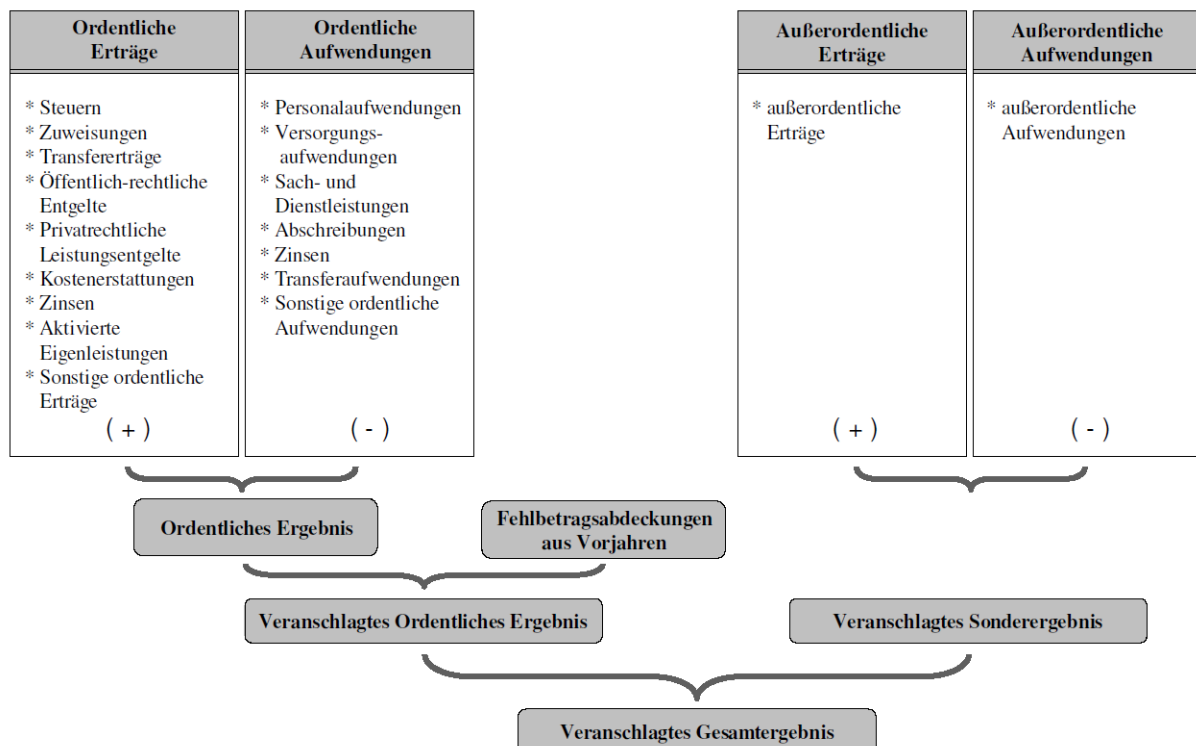 Ordentliche
Erträge
* Steuern
* Zuweisungen
* Transfererträge
* Öffentlich-rechtliche
Entgelte
* Privatrechtliche
Leistungsentgelte
* Kostenerstattungen
* Zinsen
* Aktivierte
Eigenleistungen
* Sonstige ordentliche
Erträge
( + )
Ordentliche
Aufwendungen
* Personalaufwendungen
* Versorgungs-
aufwendungen
* Sach- und
Dienstleistungen
* Abschreibungen
* Zinsen
* Transferaufwendungen
* Sonstige ordentliche
Aufwendungen
( - )
Außerordentliche
Erträge
* außerordentliche
Erträge
( + )
Außerordentliche
Aufwendungen
* außerordentliche
Aufwendungen
( - )
Ordentliches Ergebnis
Fehlbetragsabdeckungen
aus Vorjahren
Veranschlagtes Ordentliches Ergebnis
Veranschlagtes Sonderergebnis
Veranschlagtes Gesamtergebnis